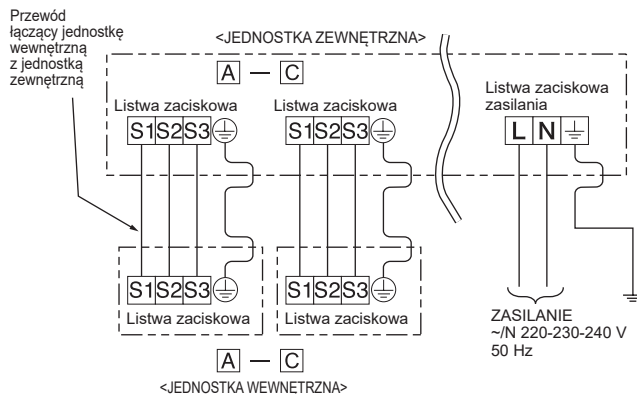 Przewód
łączący jednostkę
wewnętrzną
z jednostką
zewnętrzną
<JEDNOSTKA ZEWNĘTRZNA>
A — C
Listwa zaciskowa
Listwa zaciskowa
Listwa zaciskowa
zasilania
S1 S2 S3
S1 S2 S3
L N
S1 S2 S3
S1 S2 S3
Listwa zaciskowa
Listwa zaciskowa
ZASILANIE
~/N 220-230-240 V
50 Hz
A — C
<JEDNOSTKA WEWNĘTRZNA>